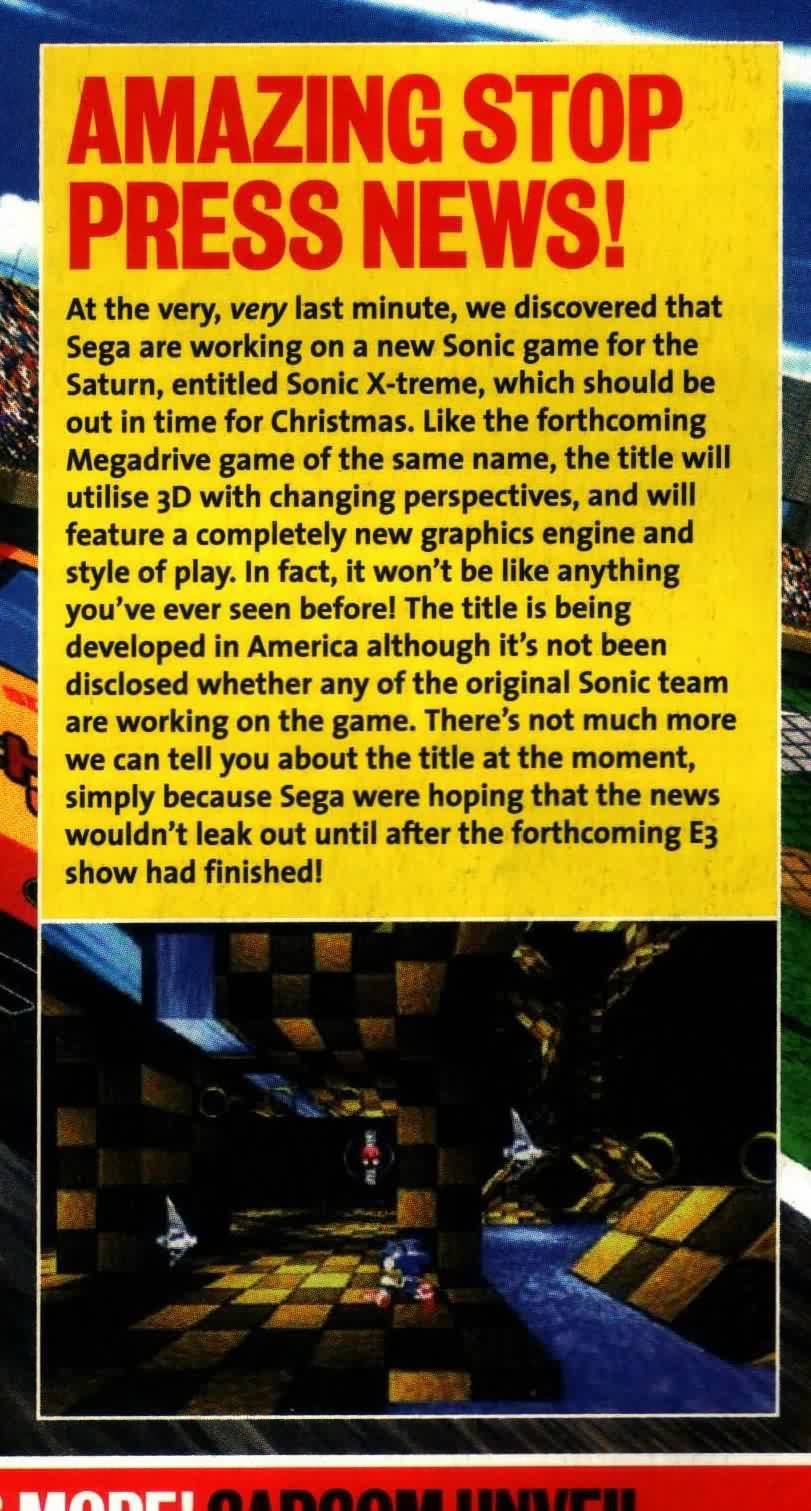 AMAZING STOP
PRESS NEWS!
At the very, very last minute, we discovered that
Sega are working on a new Sonic game for the
Saturn, entitled Sonic X-treme, which should be
out in time for Christmas. Like the forthcoming
Megadrive game of the same name, the title will
utilise 3D with changing perspectives, and will
feature a completely new graphics engine and
style of play. In fact, it won't be like anything
you've ever seen before! The title is being
developed in America although it's not been
disclosed whether any of the original Sonic team
are working on the game. There's not much more
we can tell you about the title at the moment,
simply because Sega were hoping that the news
wouldn't leak out until after the forthcoming E3
show had finished!
MORE! CAPCOM UNVEIL